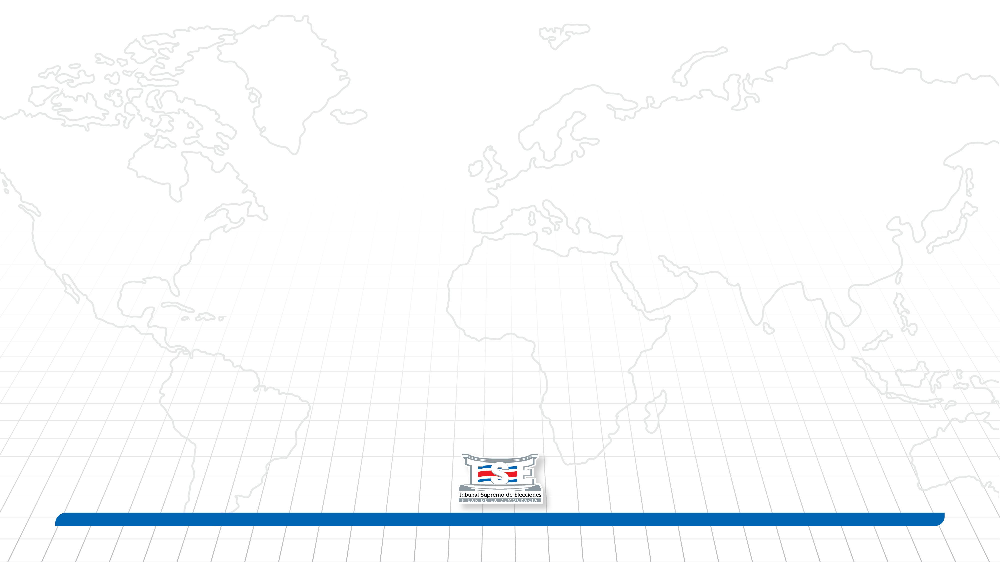 TSE
Tribunal Supremo de Elecciones
PILAR DE LA DEMOCRACIA